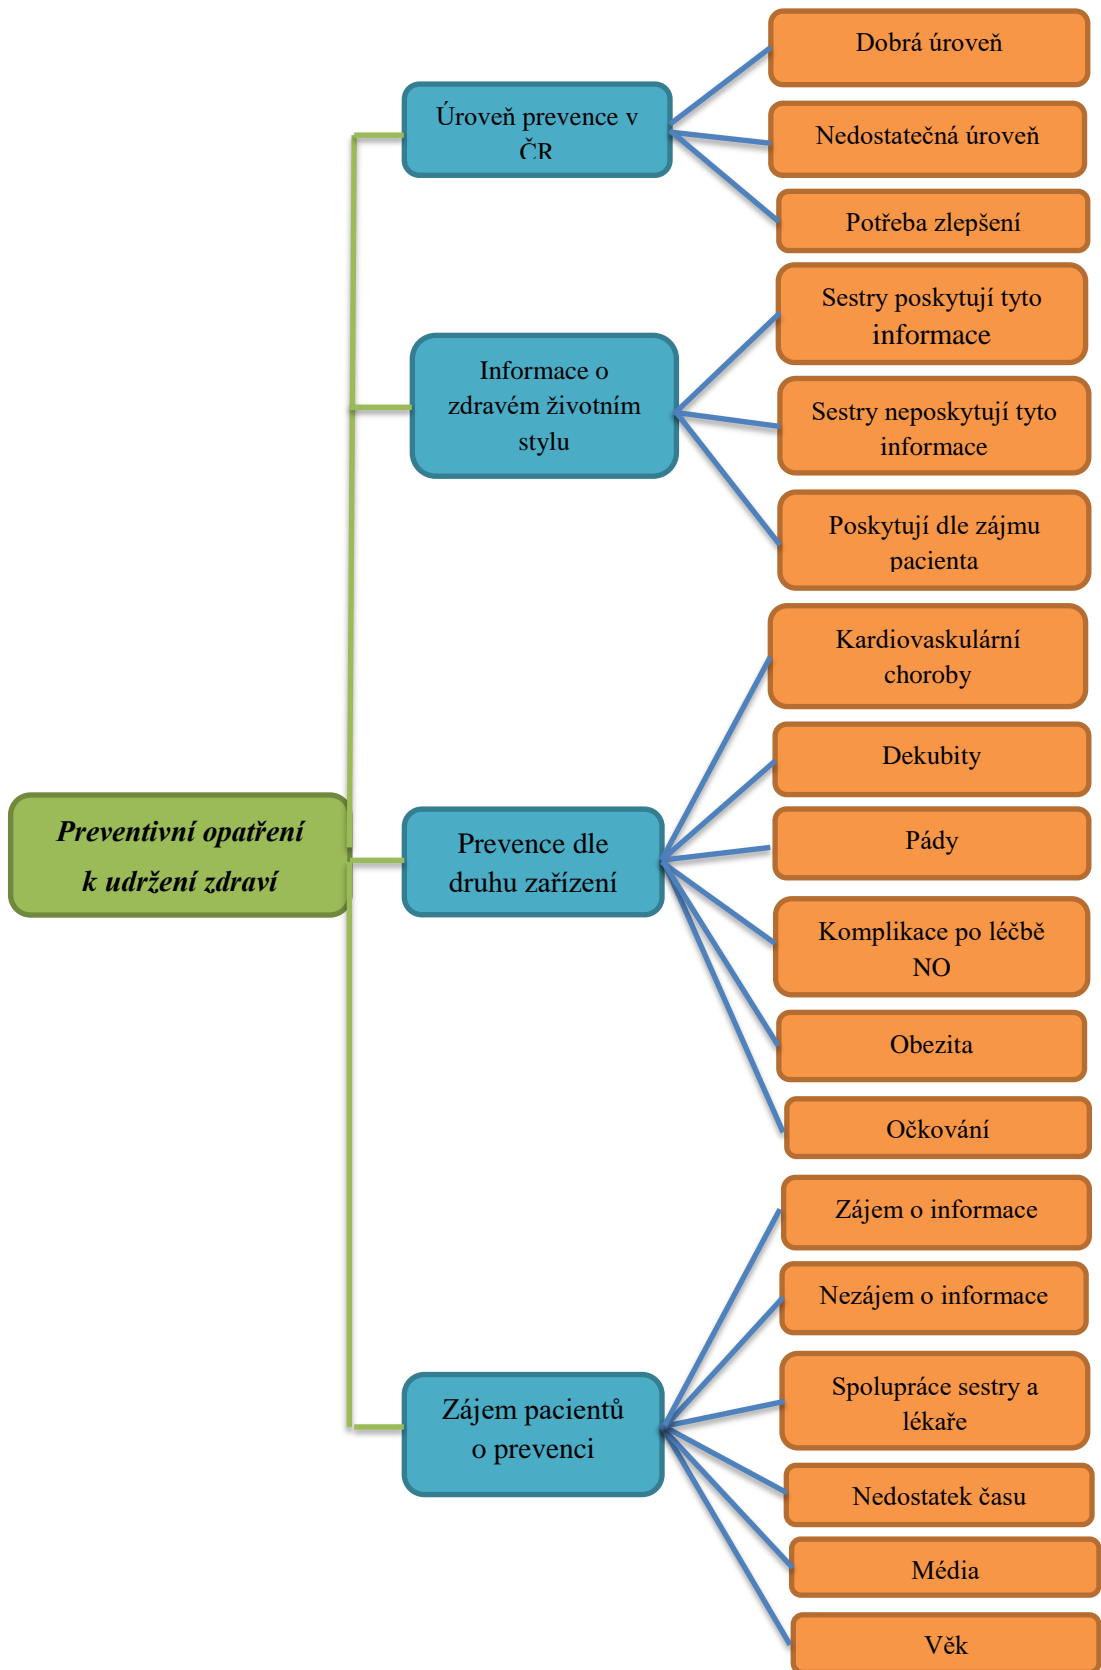 Preventivní opatření
k udržení zdraví
Úroveň prevence v
ČR
Dobrá úroveň
Nedostatečná úroveň
Potřeba zlepšení
Informace o
zdravém životním
stylu
Sestry poskytují tyto
informace
Sestry neposkytují tyto
informace
Poskytují dle zájmu
pacienta
Prevence dle
druhu zařízení
Kardiovaskulární
choroby
Dekubity
Pády
Komplikace po léčbě
NO
Obezita
Očkování
Zájem pacientů
o prevenci
Zájem o informace
Nezájem o informace
Spolupráce sestry a
lékaře
Nedostatek času
Média
Věk